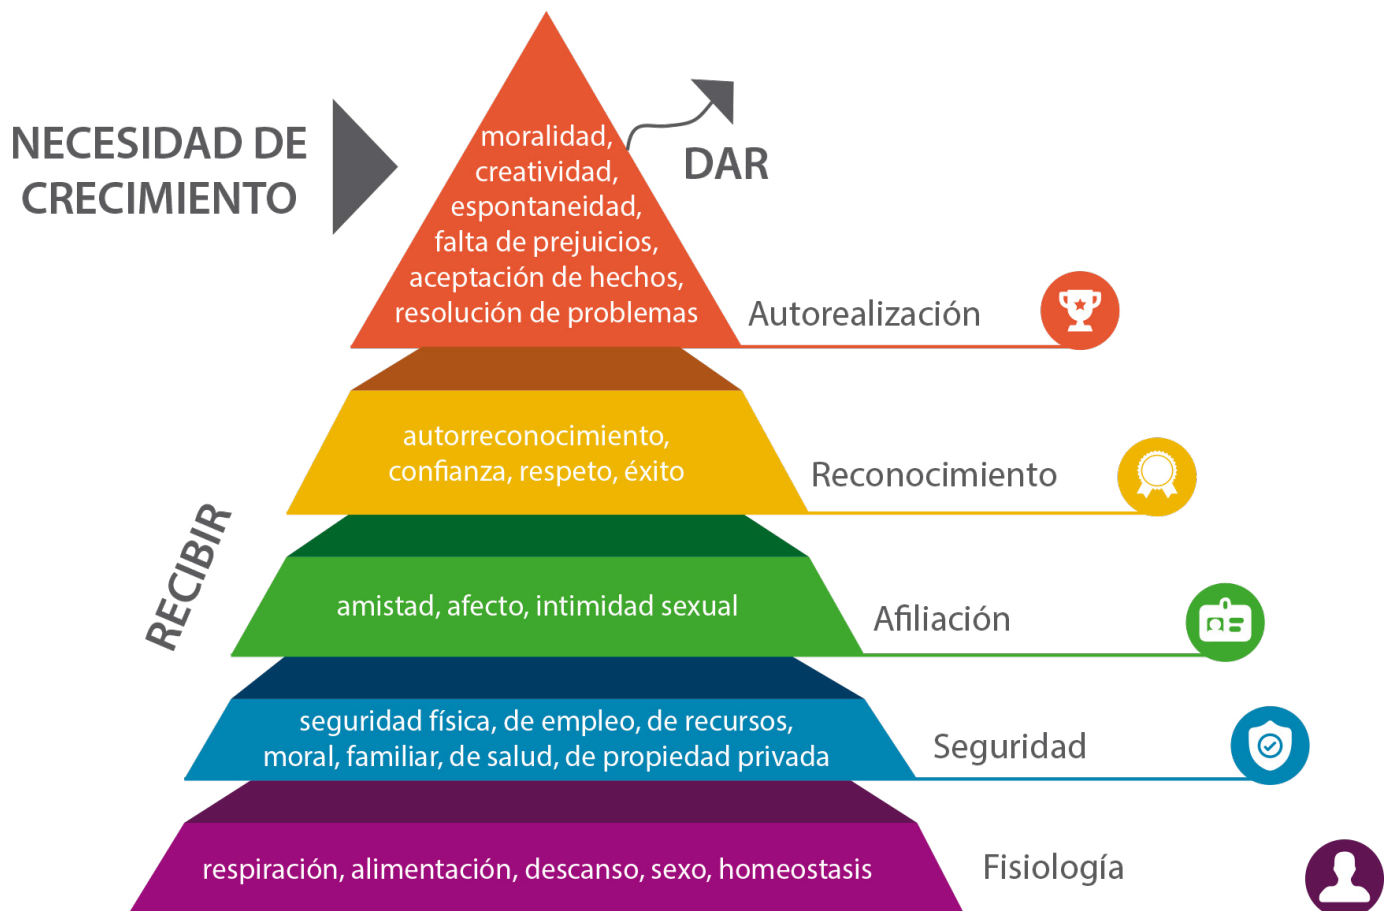 NECESIDAD DE
CRECIMIENTO
DAR
moralidad,
creatividad,
espontaneidad,
falta de prejuicios,
aceptación de hechos,
resolución de problemas
Autorealización
autorreconocimiento,
confianza, respeto, éxito
Reconocimiento
RECIBIR
amistad, afecto, intimidad sexual
Afiliación
seguridad física, de empleo, de recursos,
moral, familiar, de salud, de propiedad privada
Seguridad
respiración, alimentación, descanso, sexo, homeostasis
Fisiología